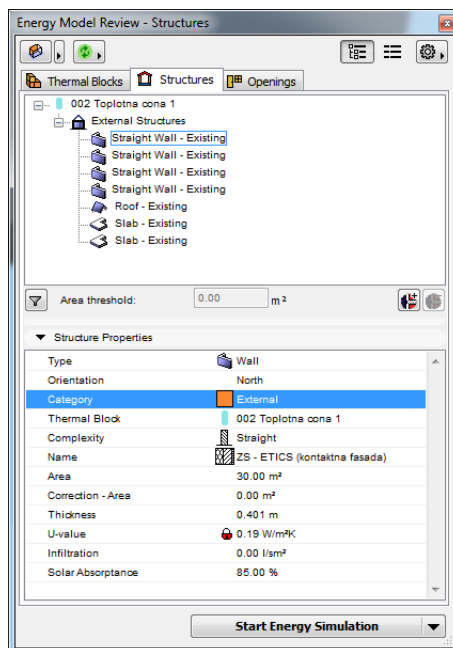 Energy Model Review - Structures
Thermal Blocks Structures Openings
002 Toplotna cona 1
External Structures
Straight Wall - Existing
Straight Wall - Existing
Straight Wall - Existing
Straight Wall - Existing
Roof - Existing
Slab - Existing
Slab - Existing
Area threshold: 0.00 m²
Structure Properties
Type Wall
Orientation North
Category External
Thermal Block 002 Toplotna cona 1
Complexity Straight
Name ZS - ETICS (kontaktna fasada)
Area 30.00 m²
Correction - Area 0.00 m²
Thickness 0.401 m
U-value 0.19 W/m²K
Infiltration 0.00 l/sm²
Solar Absorptance 85.00 %
Start Energy Simulation